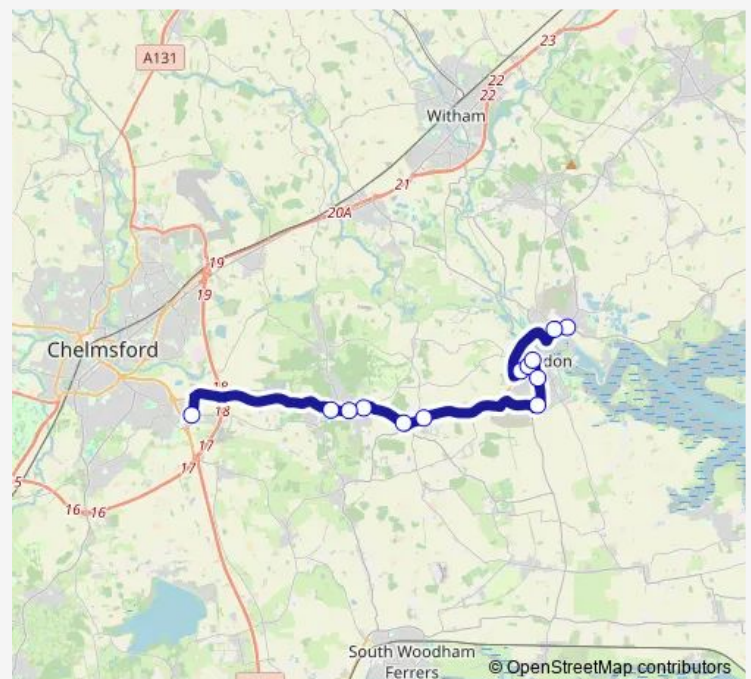 A131
23
22
22
Witham
21
20A
19
19
Chelmsford
don
18
18
17
17
5
16
16
South Woodham
Ferrers
© OpenStreetMap contributors